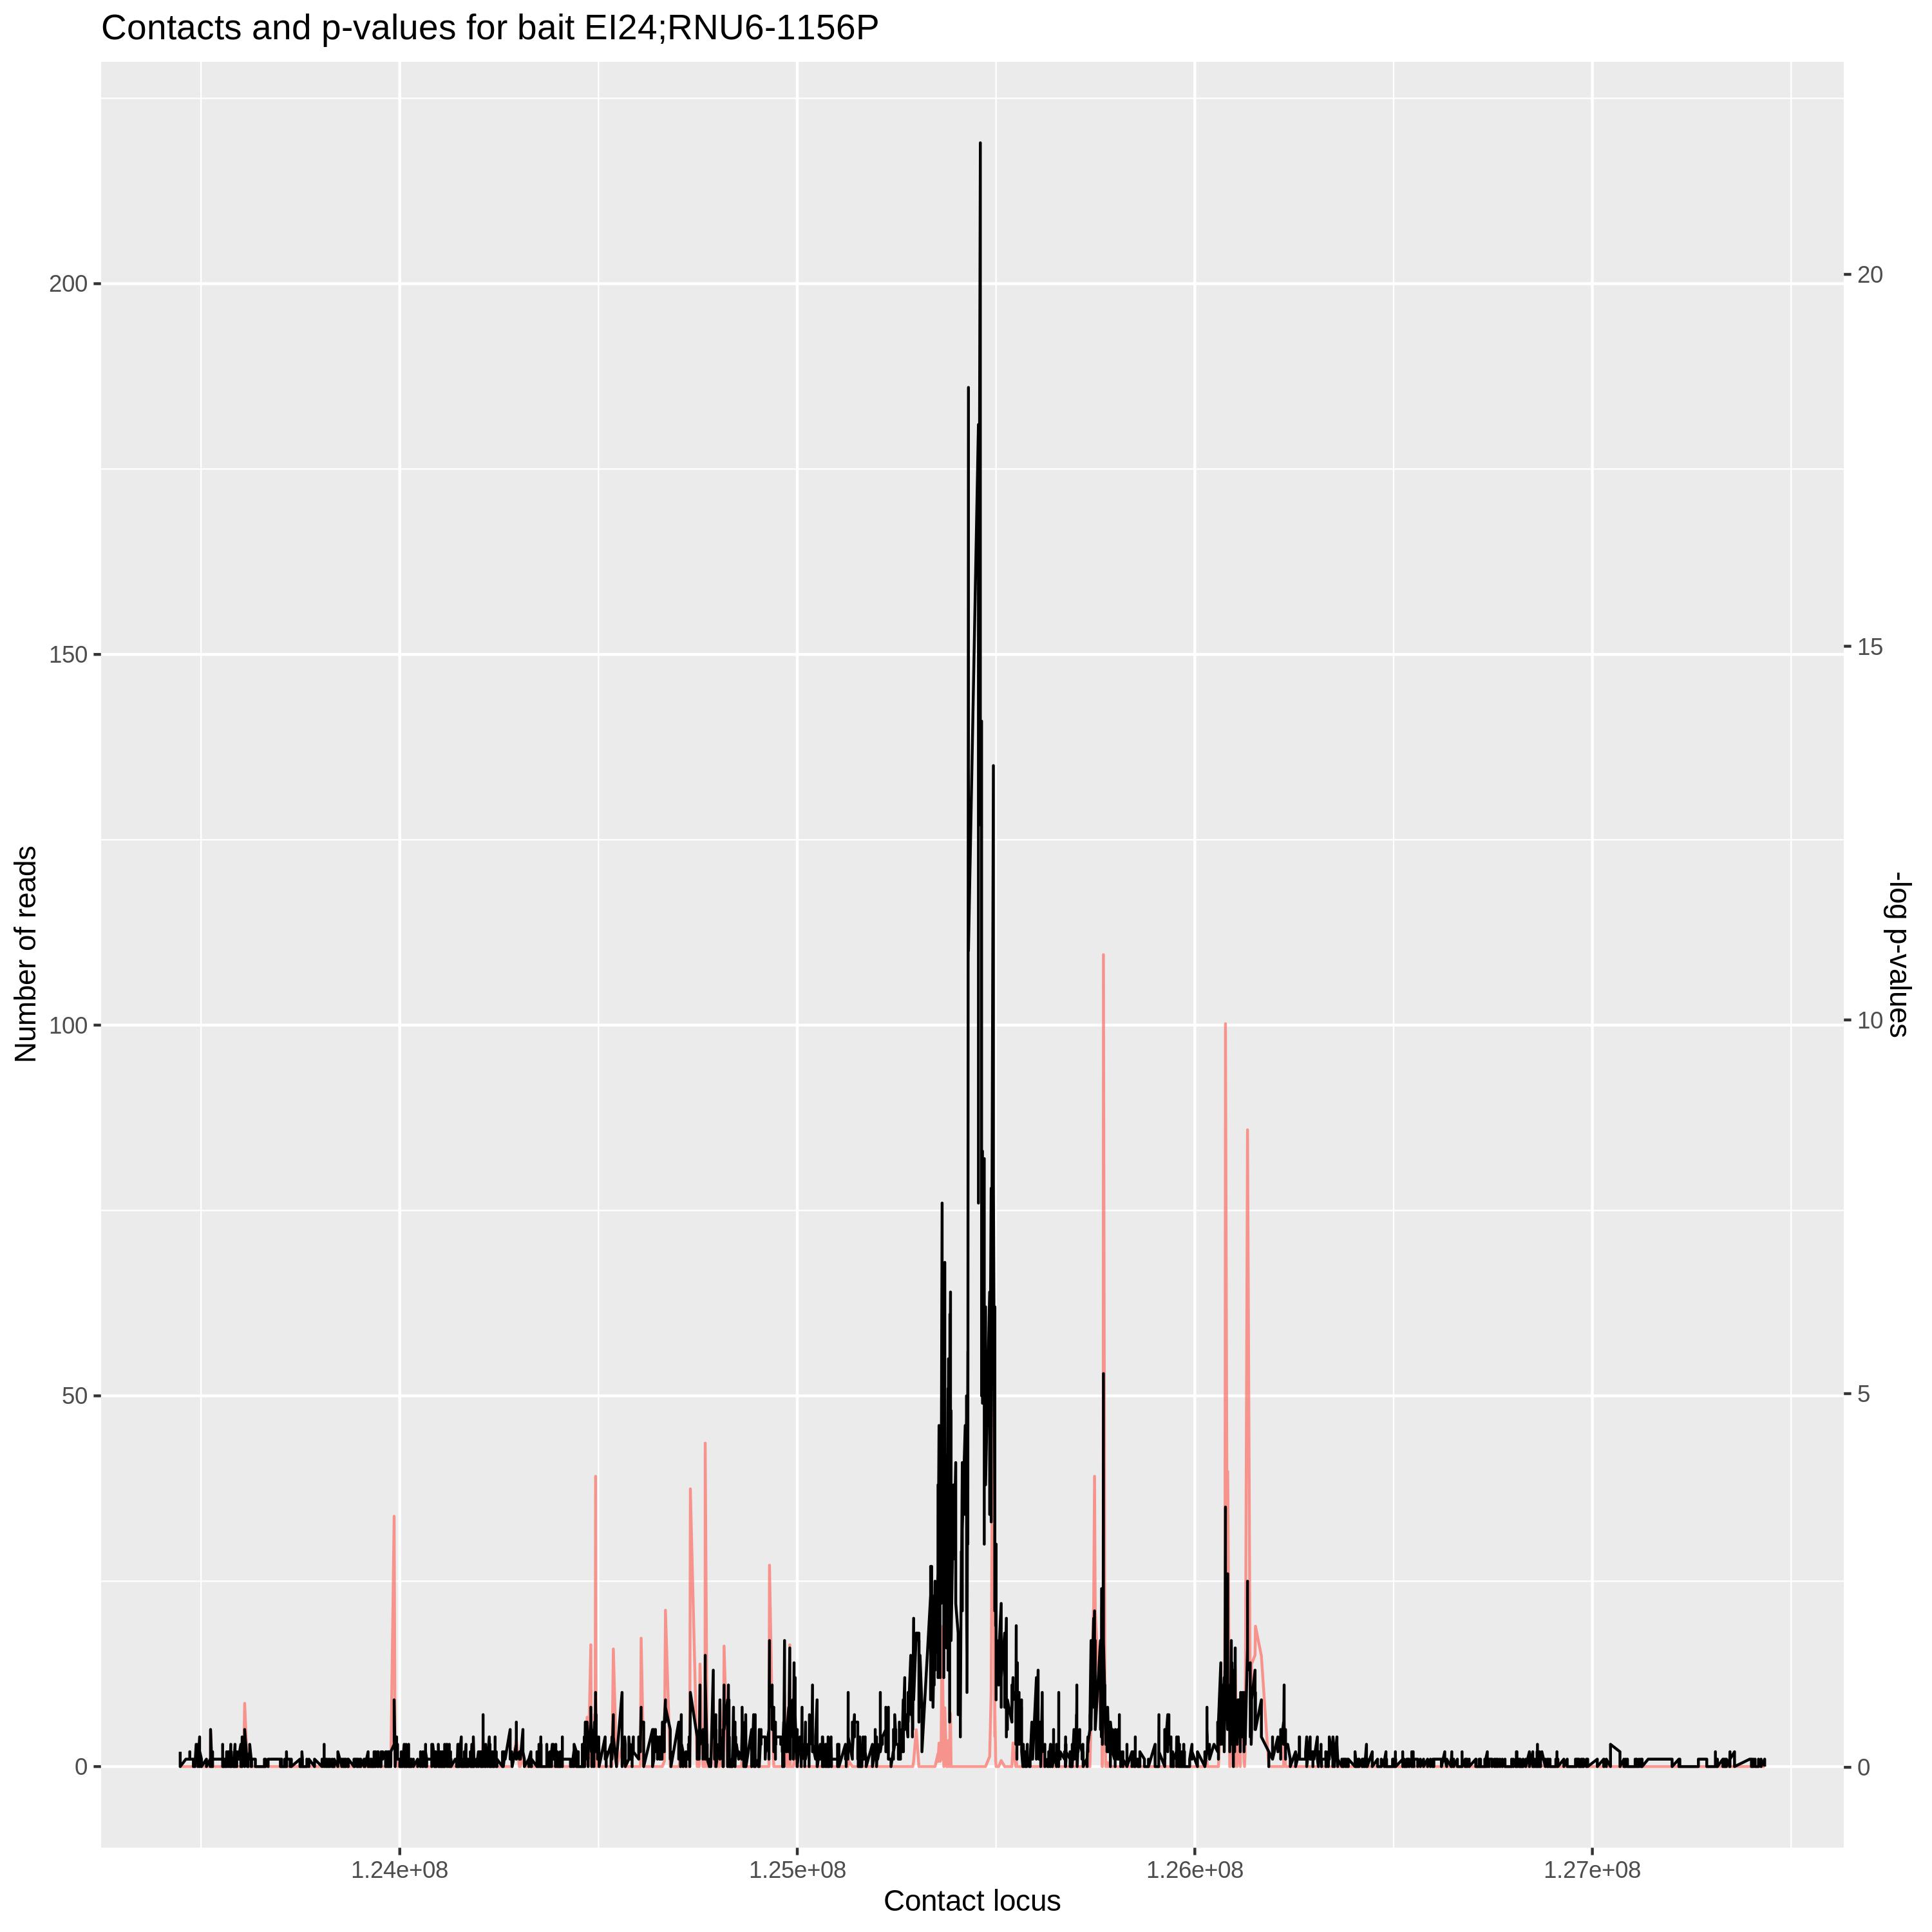 Contacts and p-values for bait EI24;RNU6-1156P
Number of reads
200
150
100
50
0
20
15
10
5
0
-log p-values
1.24e+08
1.25e+08
1.26e+08
1.27e+08
Contact locus